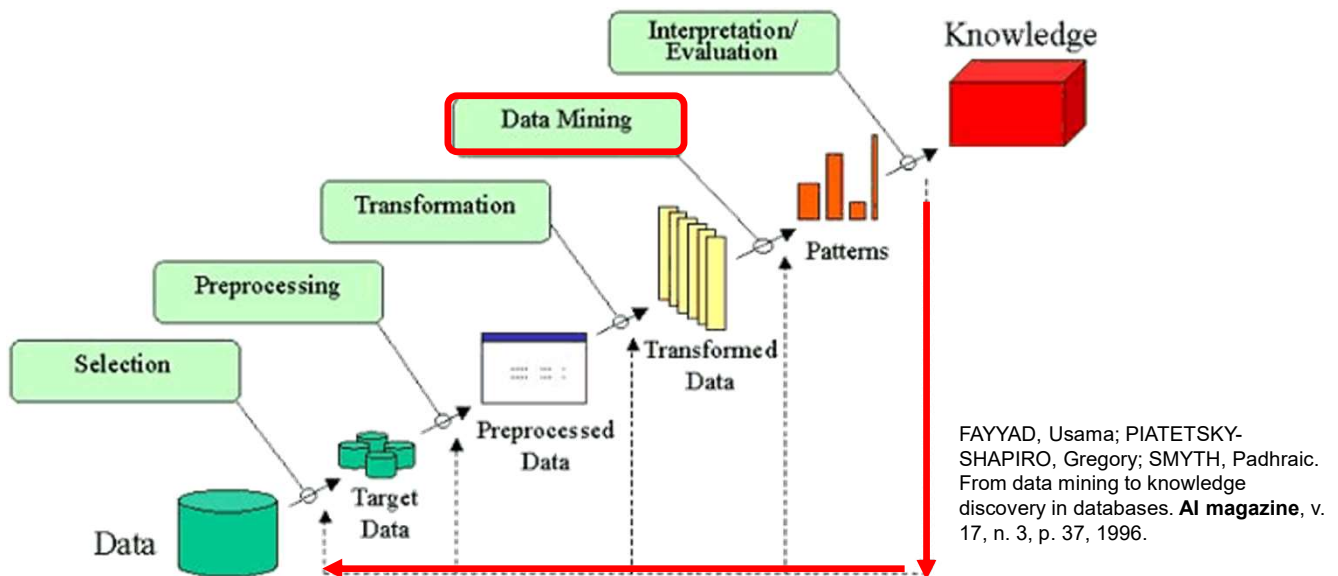 Interpretation/
Evaluation
Knowledge
Data Mining
Transformation
Patterns
Preprocessing
Transformed
Data
Selection
Preprocessed
Data
Target
Data
Data
FAYYAD, Usama; PIATETSKY-
SHAPIRO, Gregory; SMYTH, Padhraic.
From data mining to knowledge
discovery in databases. AI magazine, v.
17, n. 3, p. 37, 1996.